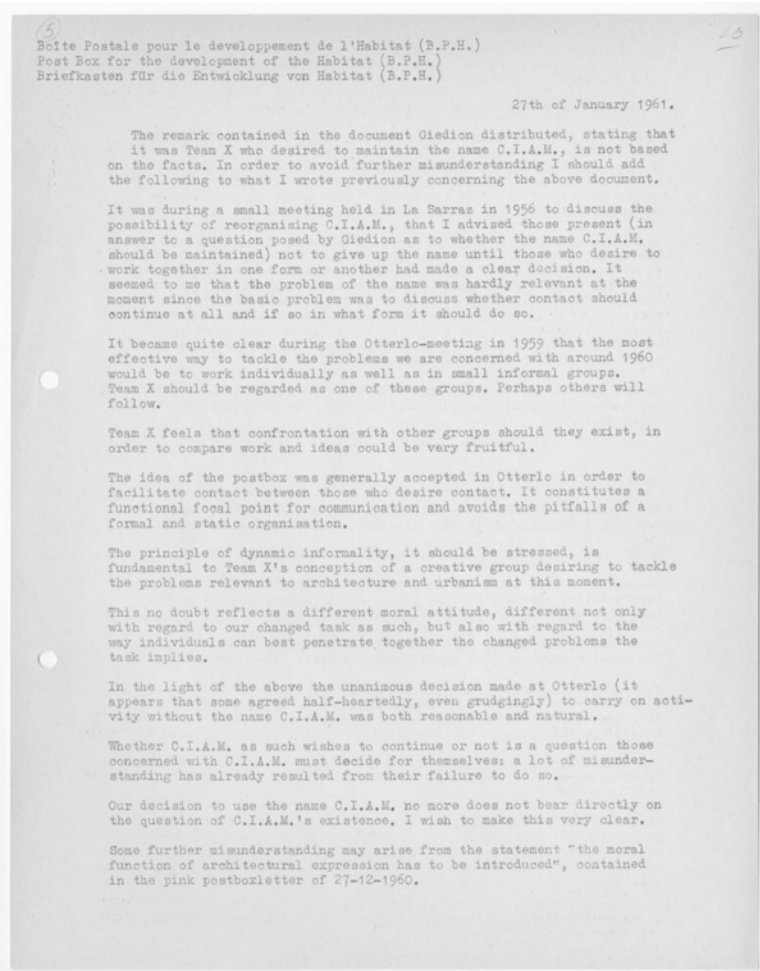 5
Boîte Postale pour le developpement de l'Habitat (B.P.H.)
Post Box for the development of the Habitat (B.P.H.)
Briefkasten für die Entwicklung von Habitat (B.P.H.)
27th of January 1961.
The remark contained in the document Giedion distributed, stating that
it was Team X who desired to maintain the name C.I.A.M., is not based
on the facts. In order to avoid further misunderstanding I should add
the following to what I wrote previously concerning the above document.
It was during a small meeting held in La Sarraz in 1956 to discuss the
possibility of reorganising C.I.A.M., that I advized those present (in
answer to a question posed by Giedion as to whether the name C.I.A.M.
should be maintained) not to give up the name until those who desire to
work together in one form or another had made a clear decision. It
seemed to me that the problem of the name was hardly relevant at the
moment since the basic problem was to discuss whether contact should
continue at all and if so in what form it should do so.
It became quite clear during the Otterlo-meeting in 1959 that the most
effective way to tackle the problems we are concerned with around 1960
would be to work individually as well as in small informal groups.
Team X should be regarded as one of these groups. Perhaps others will
follow.
Team X feels that confrontation with other groups should they exist, in
order to compare work and ideas could be very fruitful.
The idea of the postbox was generally accepted in Otterlo in order to
facilitate contact between those who desire contact. It constitutes a
functional focal point for communication and avoids the pitfalls of a
formal and static organisation.
The principle of dynamic informality, it should be stressed, is
fundamental to Team X's conception of a creative group desiring to tackle
the problems relevant to architecture and urbanism at this moment.
This no doubt reflects a different moral attitude, different not only
with regard to our changed task as such, but also with regard to the
way individuals can best penetrate together the changed problems the
task implies.
In the light of the above the unanimous decision made at Otterlo (it
appears that some agreed half-heartedly, even grudgingly) to carry on acti-
vity without the name C.I.A.M. was both reasonable and natural.
Whether C.I.A.M. as such wishes to continue or not is a question those
concerned with C.I.A.M. must decide for themselves; a lot of misunder-
standing has already resulted from their failure to do so.
Our decision to use the name C.I.A.M. no more does not bear directly on
the question of C.I.A.M.'s existence. I wish to make this very clear.
Some further misunderstanding may arise from the statement "the moral
function of architectural expression has to be introduced", contained
in the pink postboxletter of 27-12-1960.